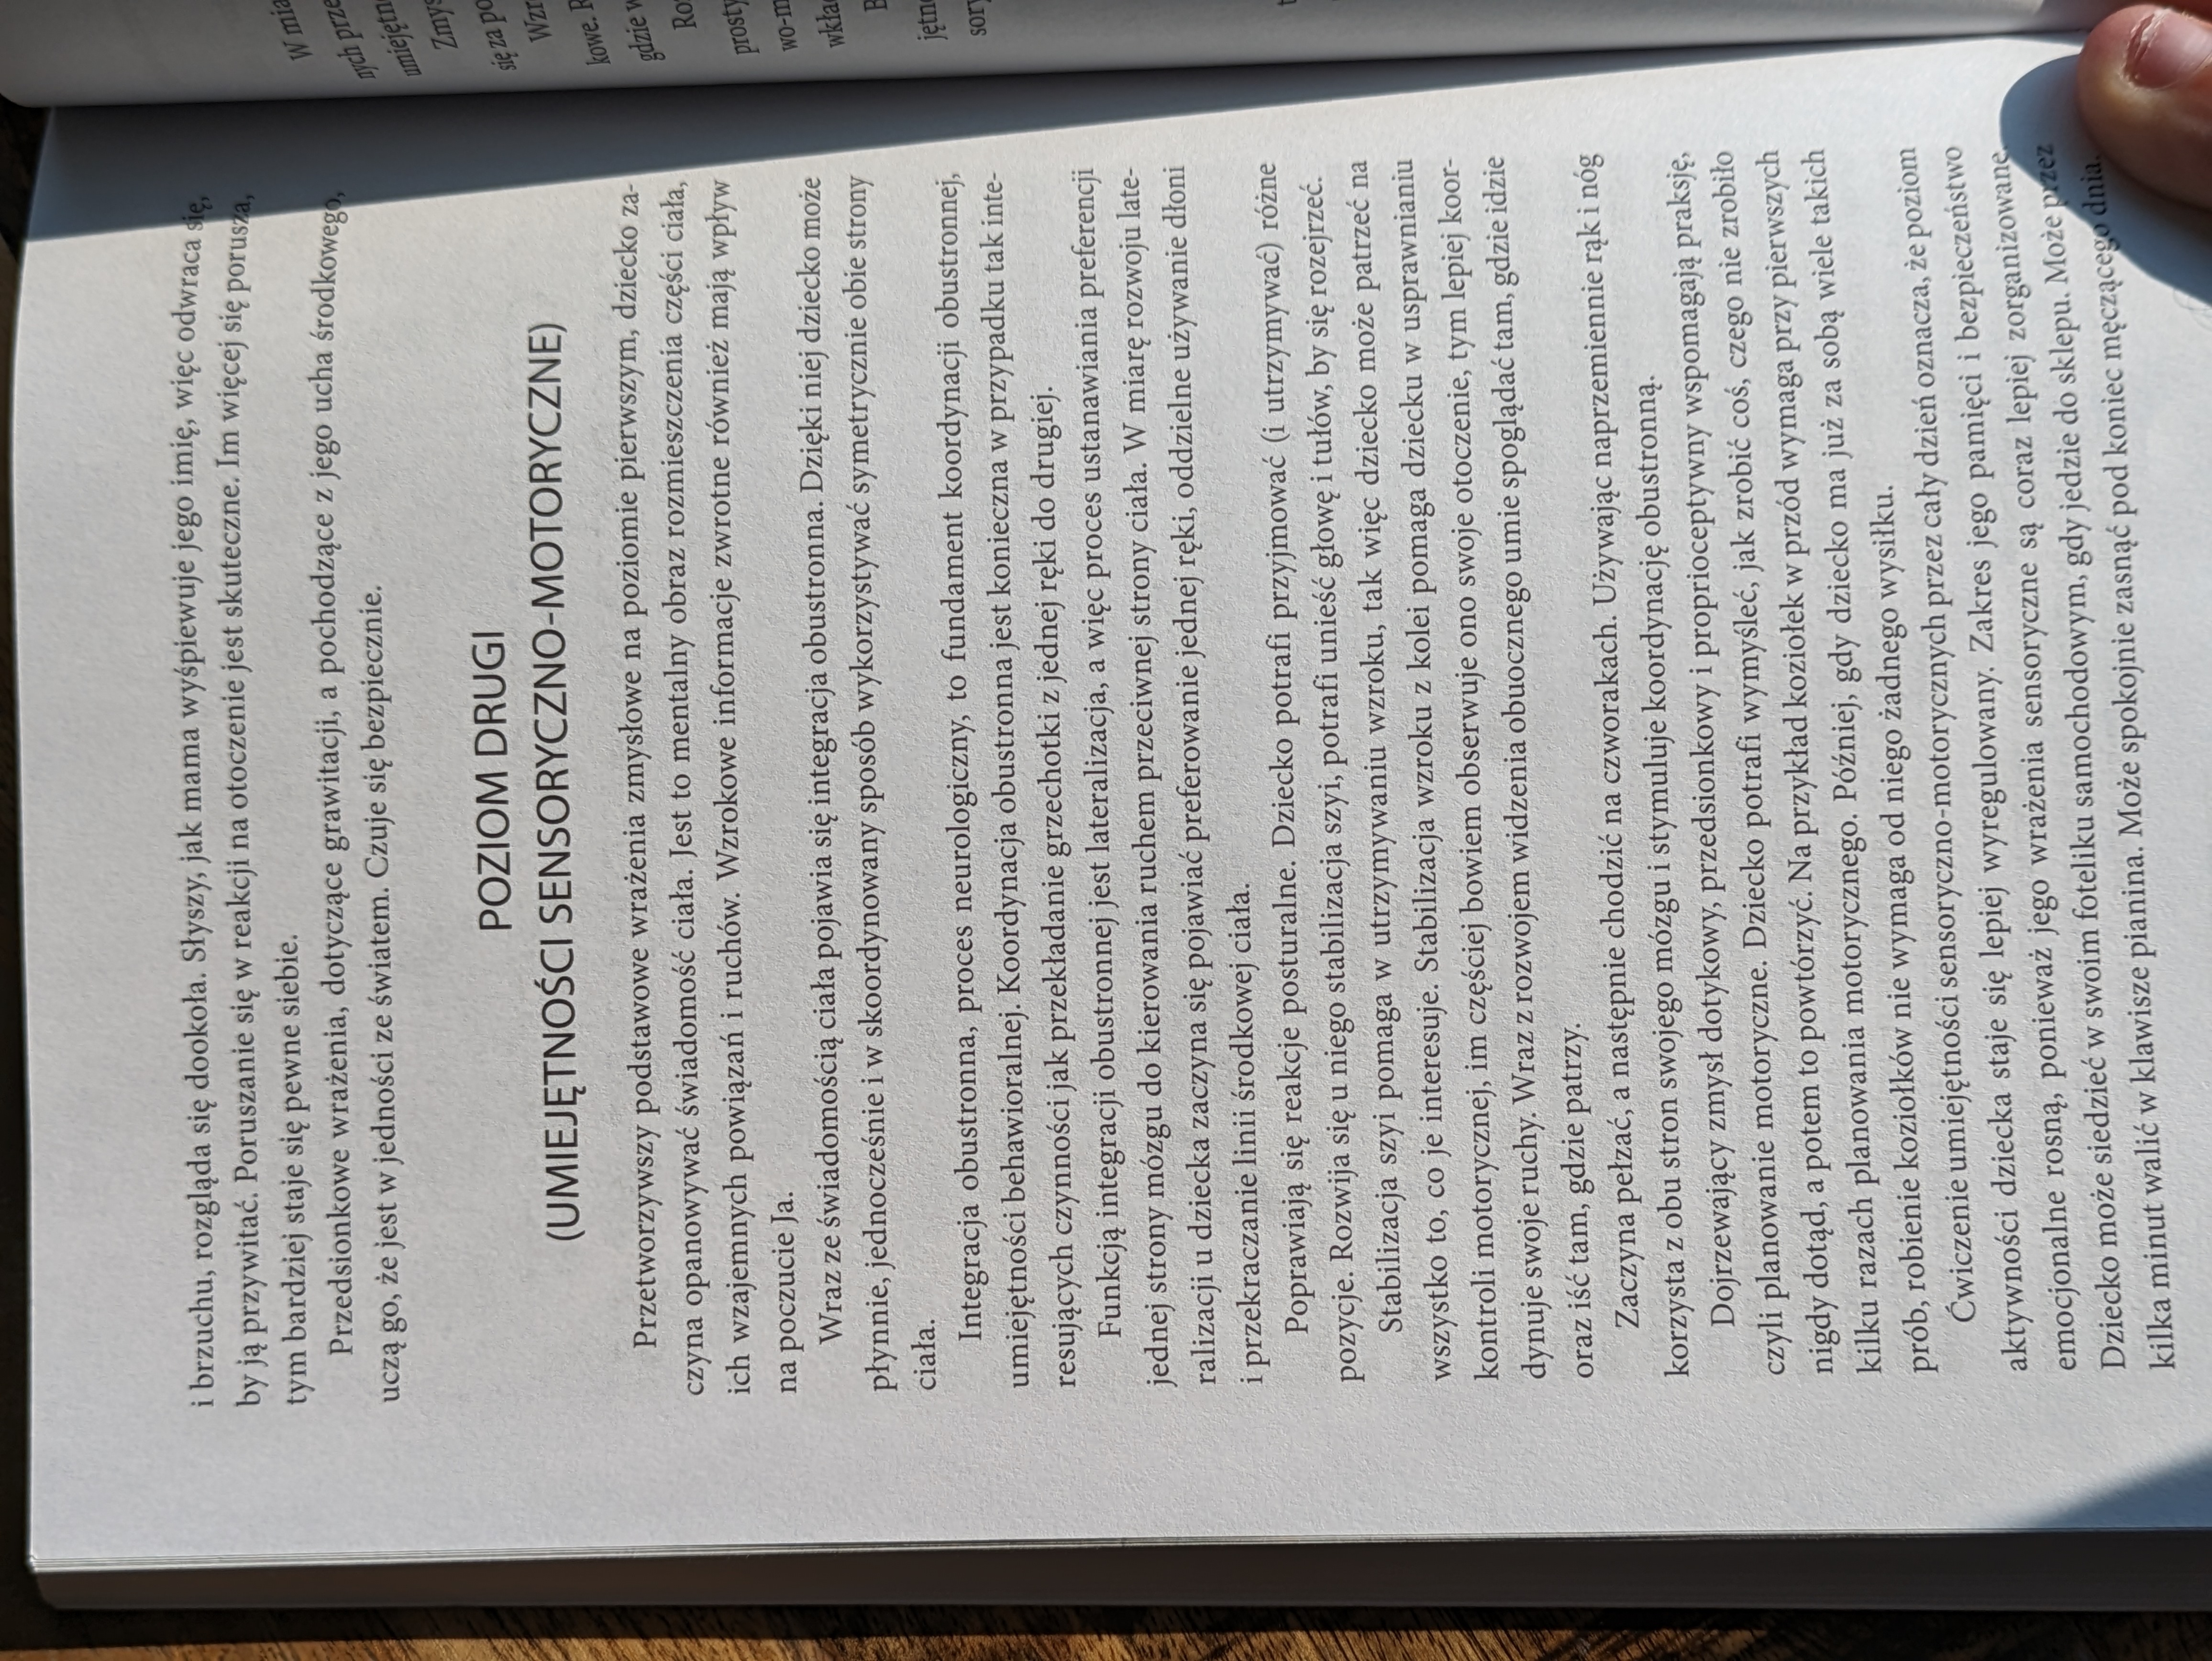 i brzuchu, rozgląda się dookoła. Słyszy, jak mama wyśpiewuje jego imię, więc odwraca się,
by ją przywitać. Poruszanie się w reakcji na otoczenie jest skuteczne. Im więcej się porusza,
tym bardziej staje się pewne siebie.
Przedsionkowe wrażenia, dotyczące grawitacji, a pochodzące z jego ucha środkowego,
uczą go, że jest w jedności ze światem. Czuje się bezpiecznie.
POZIOM DRUGI
(UMIEJĘTNOŚCI SENSORYCZNO-MOTORYCZNE)
Przetworzywszy podstawowe wrażenia zmysłowe na poziomie pierwszym, dziecko za-
czyna opanowywać świadomość ciała. Jest to mentalny obraz rozmieszczenia części ciała,
ich wzajemnych powiązań i ruchów. Wzrokowe informacje zwrotne również mają wpływ
na poczucie Ja.
Wraz ze świadomością ciała pojawia się integracja obustronna. Dzięki niej dziecko może
płynnie, jednocześnie i w skoordynowany sposób wykorzystywać symetrycznie obie strony
ciała.
Integracja obustronna, proces neurologiczny, to fundament koordynacji obustronnej,
umiejętności behawioralnej. Koordynacja obustronna jest konieczna w przypadku tak inte-
resujących czynności jak przekładanie grzechotki z jednej ręki do drugiej.
Funkcją integracji obustronnej jest lateralizacja, a więc proces ustanawiania preferencji
jednej strony mózgu do kierowania ruchem przeciwnej strony ciała. W miarę rozwoju late-
ralizacji u dziecka zaczyna się pojawiać preferowanie jednej ręki, oddzielne używanie dłoni
i przekraczanie linii środkowej ciała.
Poprawiają się reakcje posturalne. Dziecko potrafi przyjmować (i utrzymywać) różne
pozycje. Rozwija się u niego stabilizacja szyi, potrafi unieść głowę i tułów, by się rozejrzeć.
Stabilizacja szyi pomaga w utrzymywaniu wzroku, tak więc dziecko może patrzeć na
wszystko to, co je interesuje. Stabilizacja wzroku z kolei pomaga dziecku w usprawnianiu
kontroli motorycznej, im częściej bowiem obserwuje ono swoje otoczenie, tym lepiej koor-
dynuje swoje ruchy. Wraz z rozwojem widzenia obuocznego umie spoglądać tam, gdzie idzie
oraz iść tam, gdzie patrzy.
Zaczyna pełzać, a następnie chodzić na czworakach. Używając naprzemiennie rąk i nóg
korzysta z obu stron swojego mózgu i stymuluje koordynację obustronną.
Dojrzewający zmysł dotykowy, przedsionkowy i proprioceptywny wspomagają praksję,
czyli planowanie motoryczne. Dziecko potrafi wymyśleć, jak zrobić coś, czego nie zrobiło
nigdy dotąd, a potem to powtórzyć. Na przykład koziołek w przód wymaga przy pierwszych
kilku razach planowania motorycznego. Później, gdy dziecko ma już za sobą wiele takich
prób, robienie koziołków nie wymaga od niego żadnego wysiłku.
Ćwiczenie umiejętności sensoryczno-motorycznych przez cały dzień oznacza, że poziom
aktywności dziecka staje się lepiej wyregulowany. Zakres jego pamięci i bezpieczeństwo
emocjonalne rosną, ponieważ jego wrażenia sensoryczne są coraz lepiej zorganizowane.
Dziecko może siedzieć w swoim foteliku samochodowym, gdy jedzie do sklepu. Może przez
kilka minut walić w klawisze pianina. Może spokojnie zasnąć pod koniec męczącego dnia.
W mia
nych prze
umiejętn
Zmys
się za po
Wzr
kowe. R
gdzie w
Ro
prosty
wo-m
wkła
B
jętn
sory